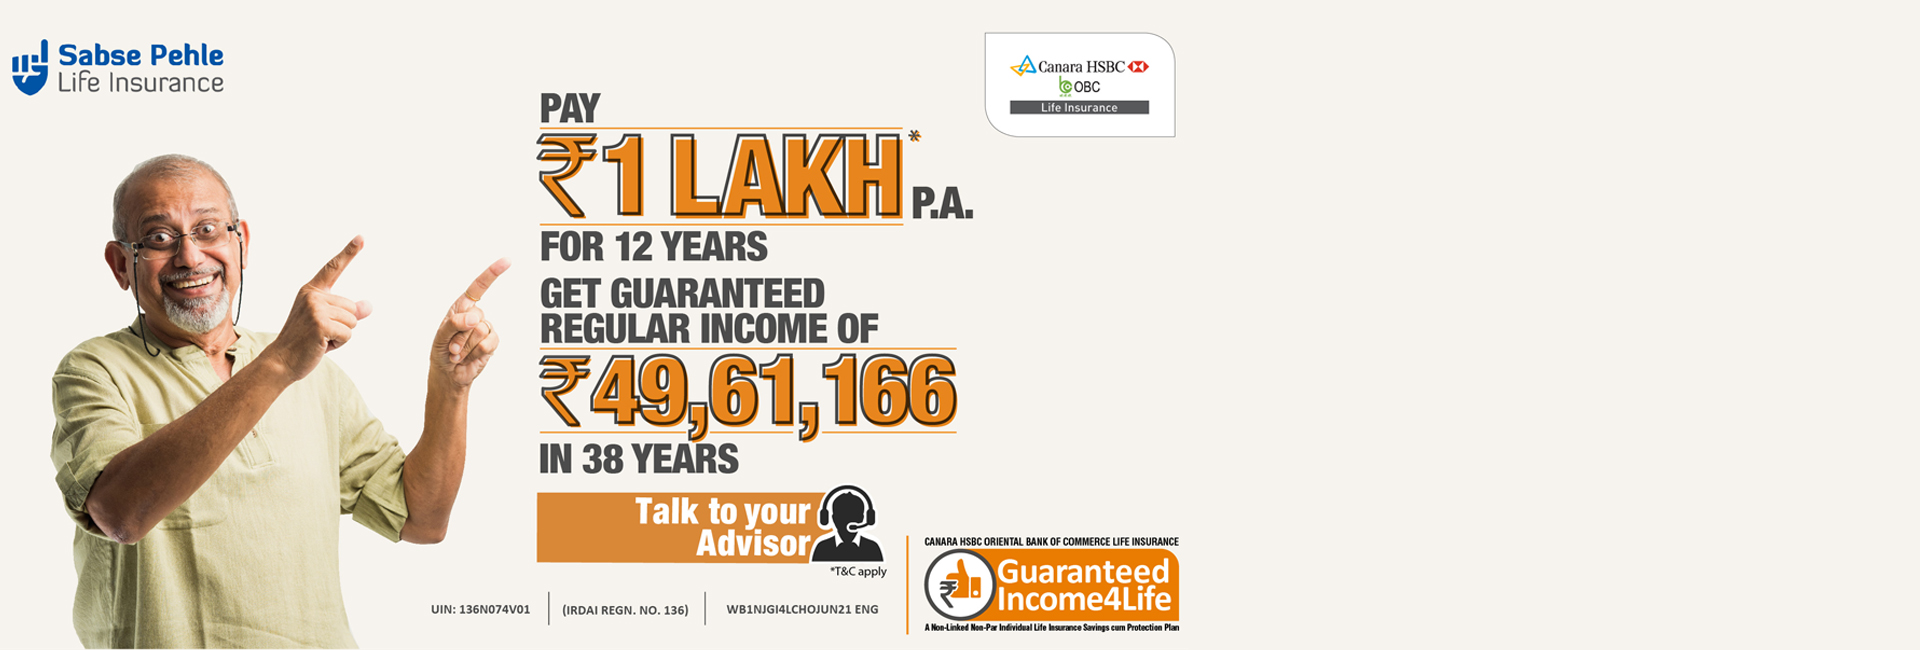 Sabse Pehle
Life Insurance
Canara HSBC
OBC
Life Insurance
PAY
₹1 LAKH*
P.A.
FOR 12 YEARS
GET GUARANTEED
REGULAR INCOME OF
₹49,61,166
IN 38 YEARS
Talk to your
Advisor
*T&C apply
UIN: 136N074V01
(IRDAI REGN. NO. 136)
WB1NJGI4LCHOJUN21 ENG
CANARA HSBC ORIENTAL BANK OF COMMERCE LIFE INSURANCE
₹
Guaranteed
Income4Life
A Non-Linked Non-Par Individual Life Insurance Savings cum Protection Plan